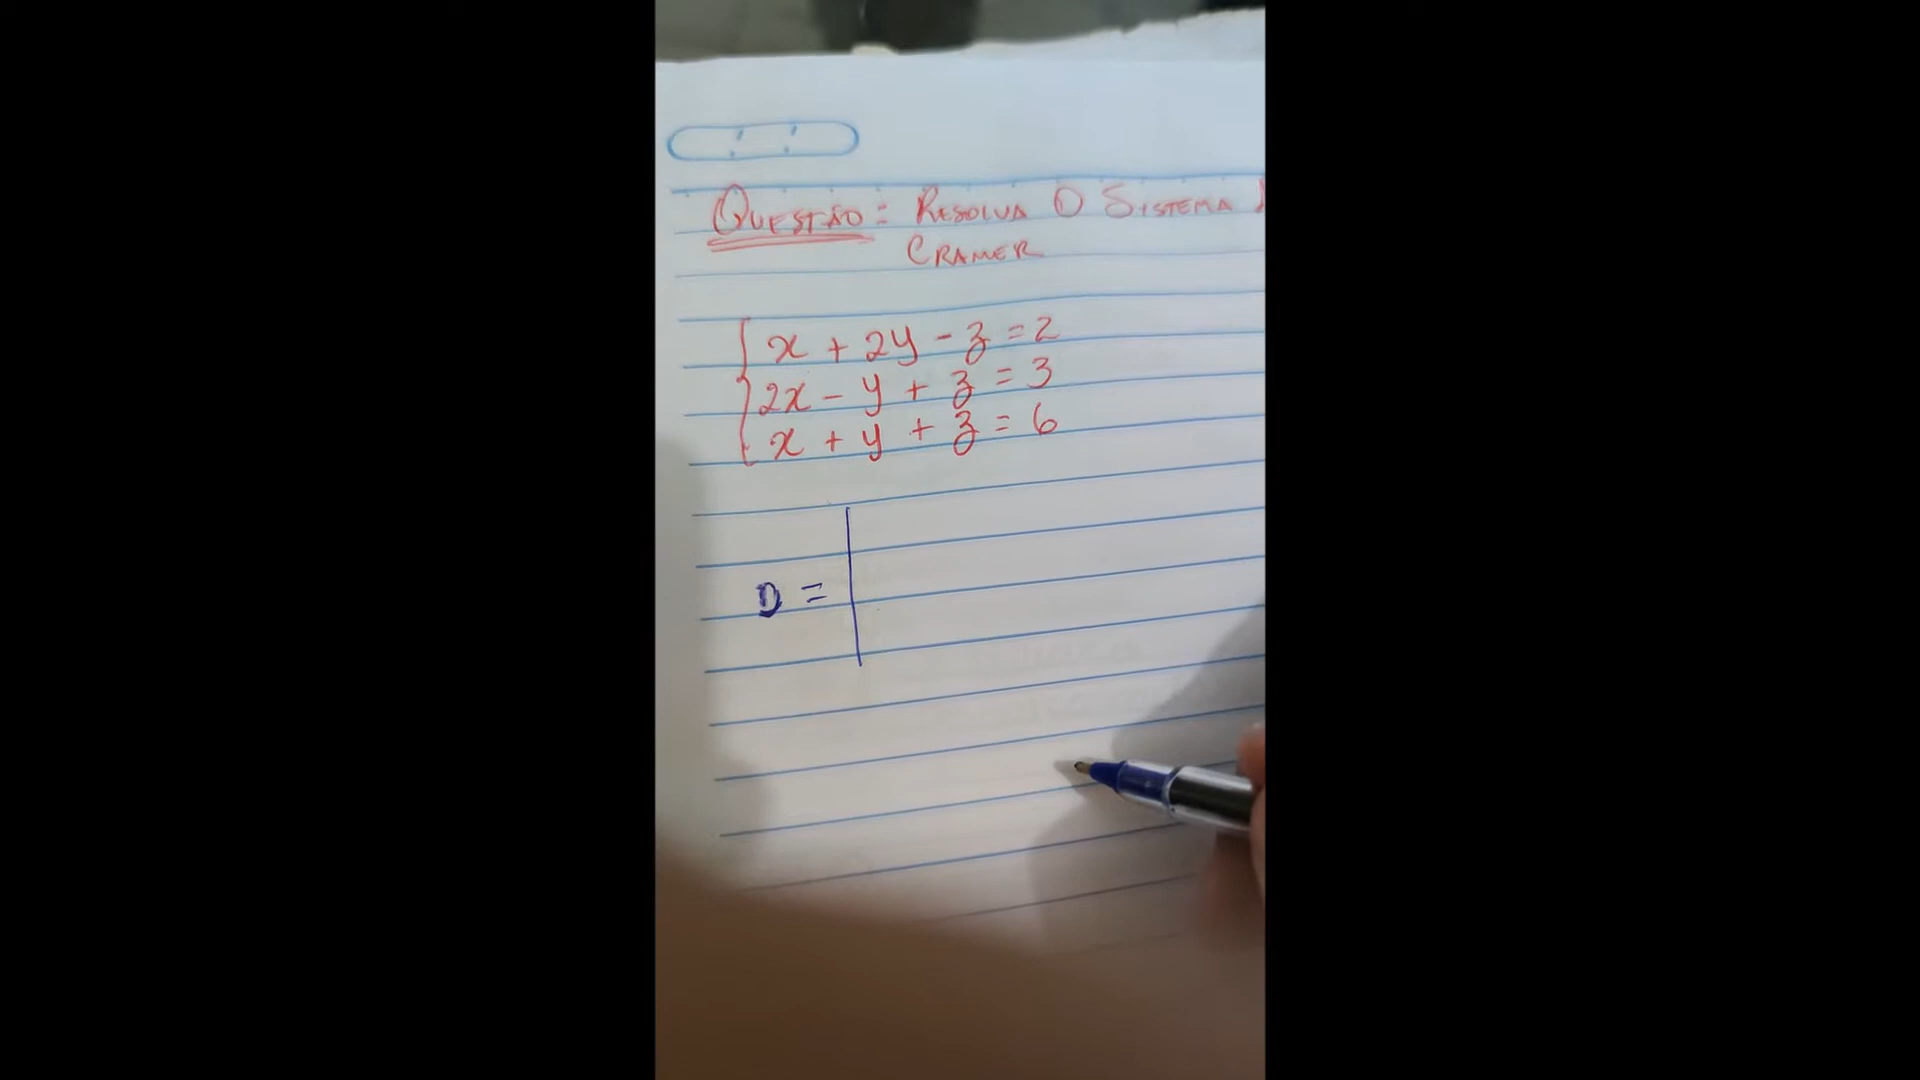 QUESTÃO: RESOLVA O SISTEMA
CRAMER
x + 2y - z = 2
2x - y + z = 3
x + y + z = 6
D =